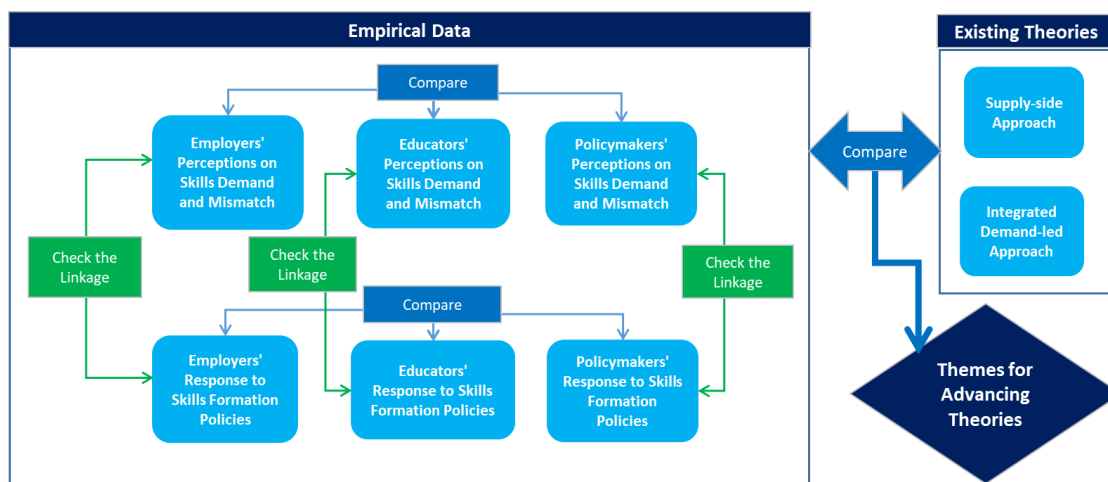 Empirical Data
Compare
Employers'
Perceptions on
Skills Demand
and Mismatch
Educators'
Perceptions on
Skills Demand
and Mismatch
Policymakers'
Perceptions on
Skills Demand
and Mismatch
Check the
Linkage
Check the
Linkage
Check the
Linkage
Compare
Employers'
Response to
Skills Formation
Policies
Educators'
Response to Skills
Formation Policies
Policymakers'
Response to Skills
Formation
Policies
Compare
Existing Theories
Supply-side
Approach
Integrated
Demand-led
Approach
Themes for
Advancing
Theories